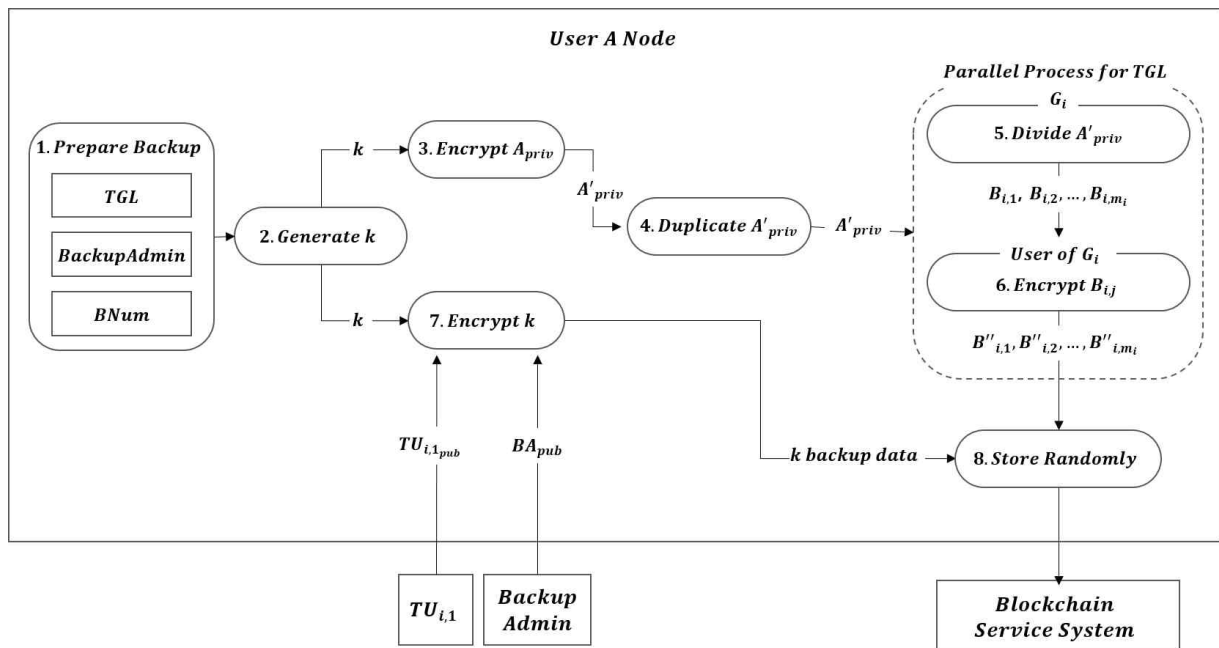 User A Node
Parallel Process for TGL
G_i
1. Prepare Backup
TGL
BackupAdmin
BNum
2. Generate k
k
3. Encrypt A_priv
A'_priv
4. Duplicate A'_priv
A'_priv
5. Divide A'_priv
B_{i,1}, B_{i,2}, ..., B_{i,m_i}
User of G_i
6. Encrypt B_{i,j}
B''_{i,1}, B''_{i,2}, ..., B''_{i,m_i}
k
7. Encrypt k
TU_{i,1_pub}
BA_pub
k backup data
8. Store Randomly
TU_{i,1}
Backup
Admin
Blockchain
Service System